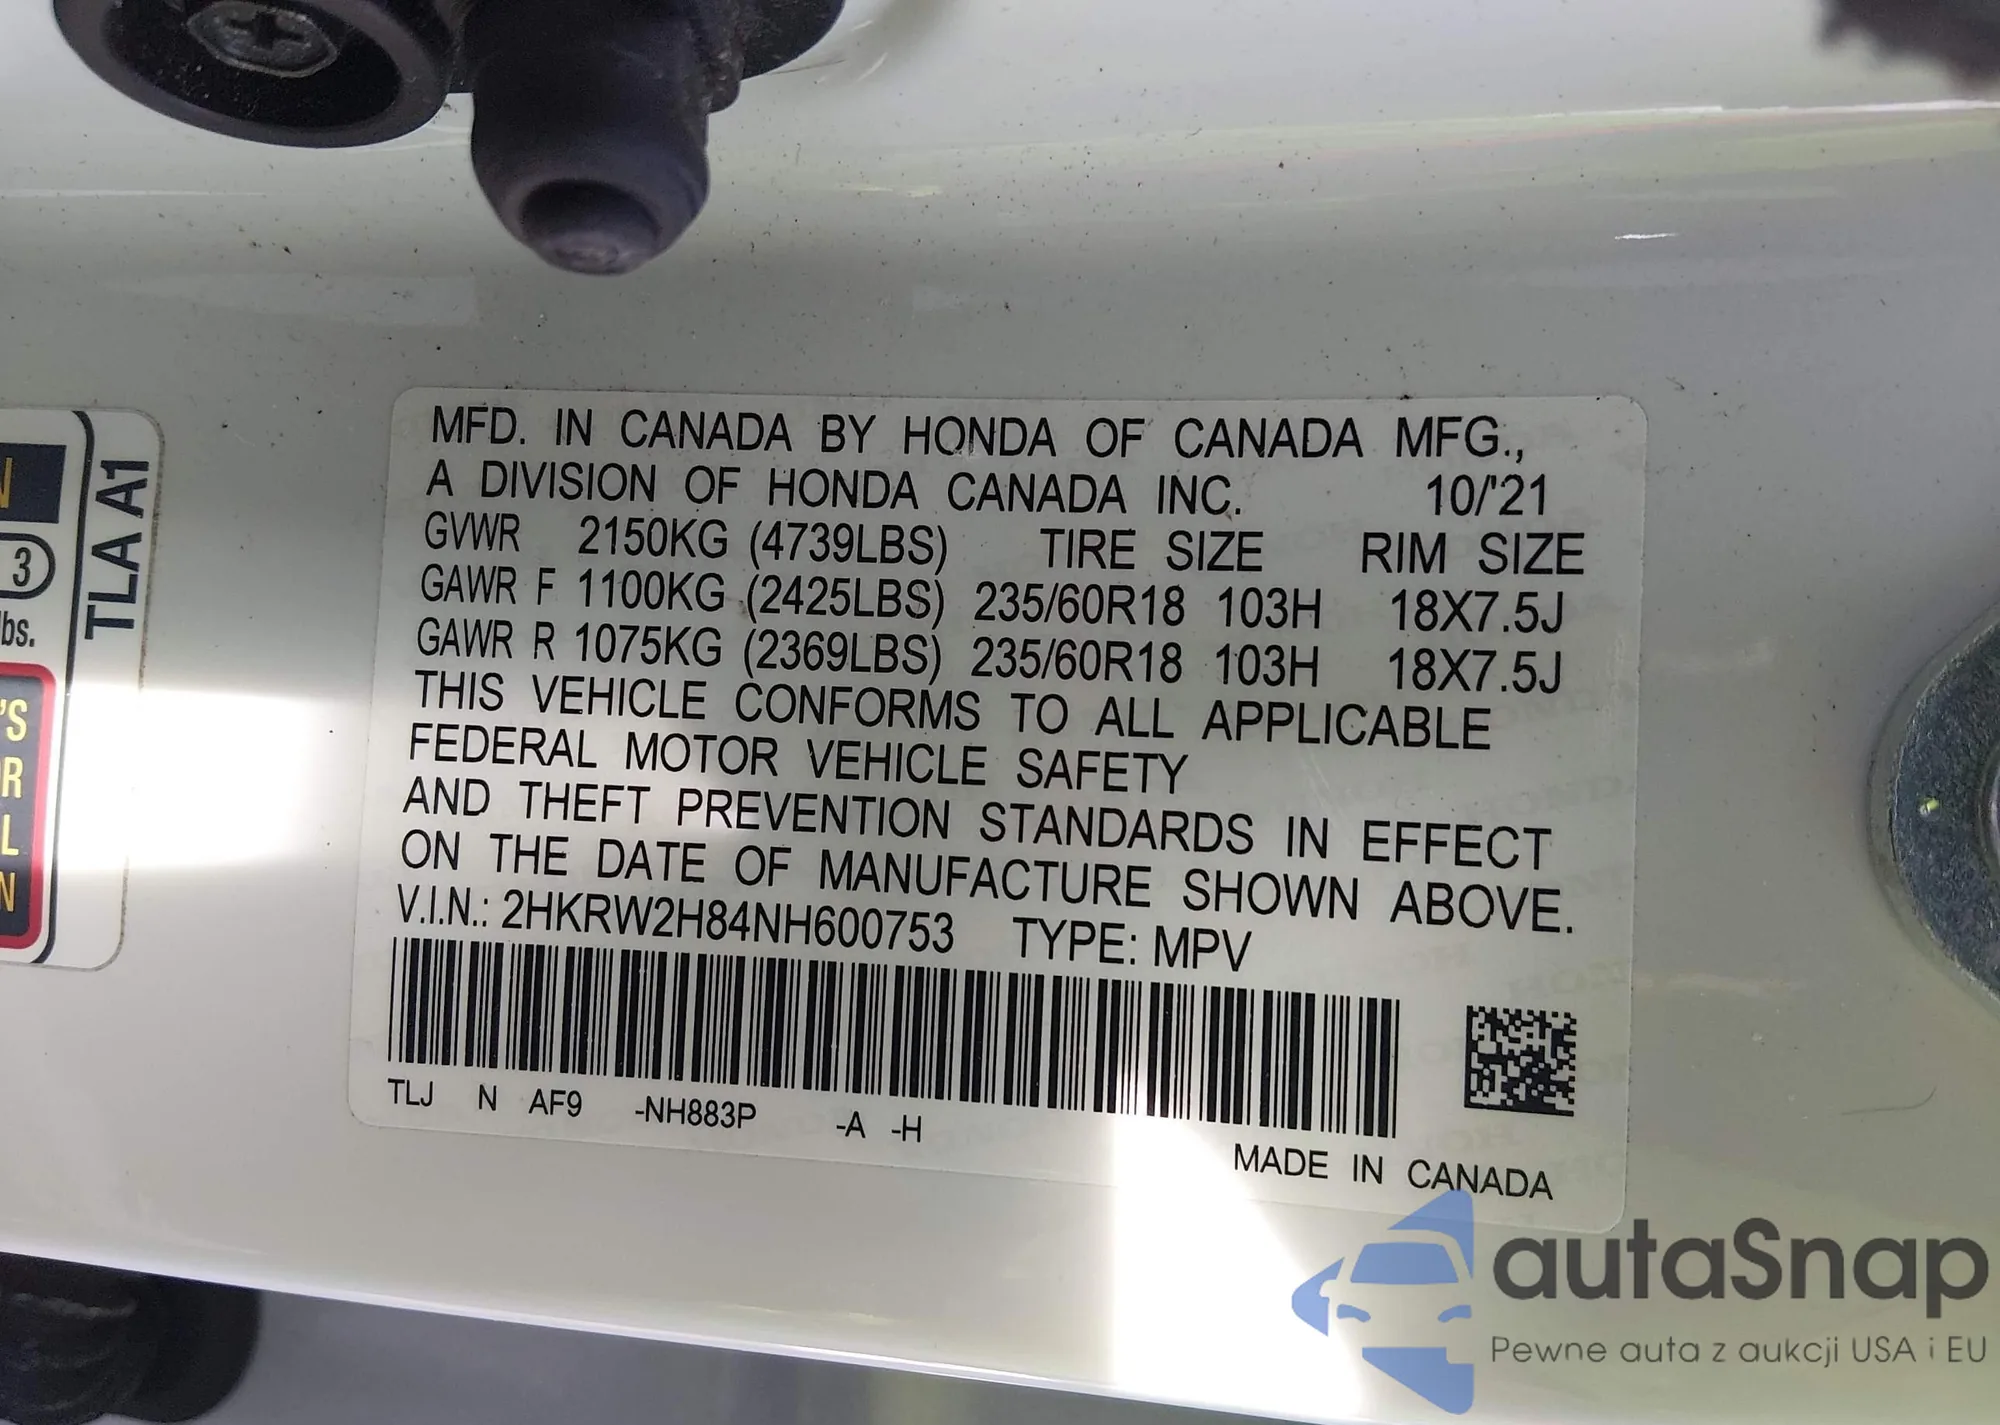 MFD. IN CANADA BY HONDA OF CANADA MFG.,
A DIVISION OF HONDA CANADA INC. 10/'21
GVWR 2150KG (4739LBS) TIRE SIZE RIM SIZE
GAWR F 1100KG (2425LBS) 235/60R18 103H 18X7.5J
GAWR R 1075KG (2369LBS) 235/60R18 103H 18X7.5J
THIS VEHICLE CONFORMS TO ALL APPLICABLE
FEDERAL MOTOR VEHICLE SAFETY
AND THEFT PREVENTION STANDARDS IN EFFECT
ON THE DATE OF MANUFACTURE SHOWN ABOVE.
V.I.N.: 2HKRW2H84NH600753 TYPE: MPV
TLJ N AF9 -NH883P -A -H
MADE IN CANADA
TLA A1
N
3
lbs.
'S
R
L
N
autaSnap
Pewne auta z aukcji USA i EU